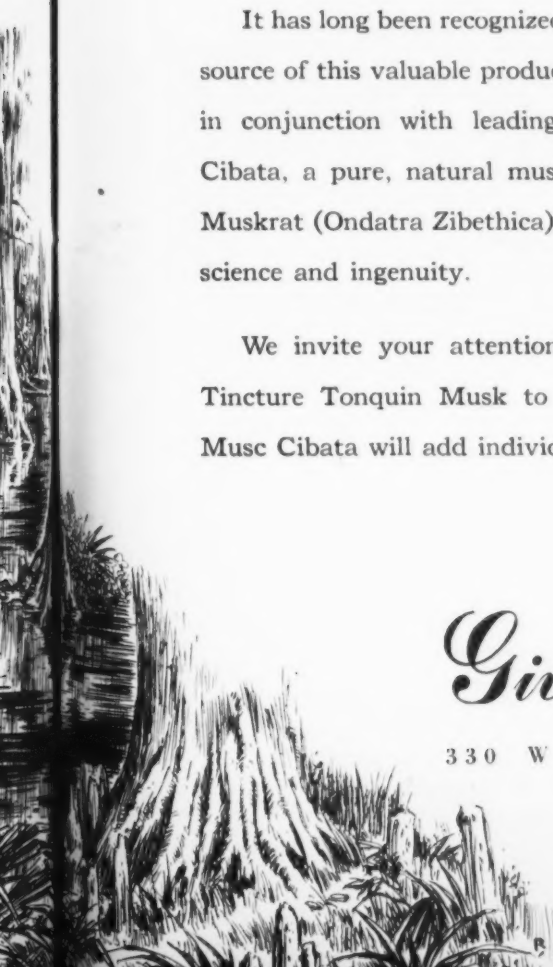 It has long been recognized
source of this valuable produc
in conjunction with leading
Cibata, a pure, natural mus
Muskrat (Ondatra Zibethica)
science and ingenuity.
We invite your attention
Tincture Tonquin Musk to
Musc Cibata will add individ
Giv
330 W